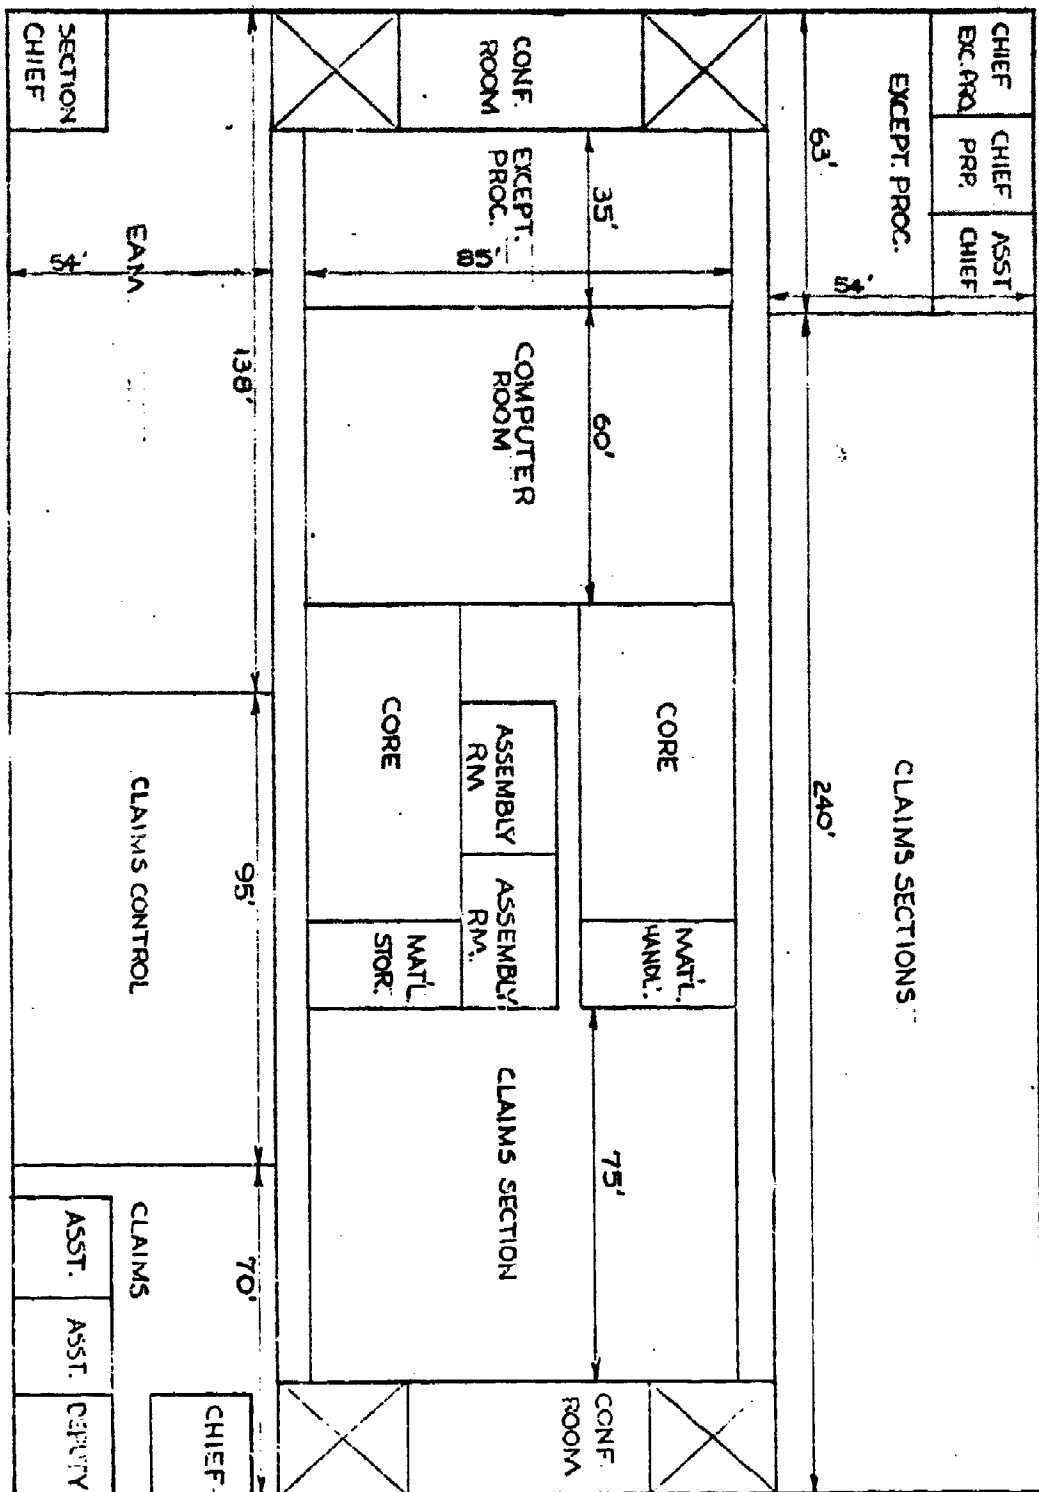 CHIEF
EXC. PRO.
CHIEF
PRP.
ASST
CHIEF
EXCEPT. PROC.
54'
CLAIMS SECTIONS
63'
240'
CONF.
ROOM
35'
EXCEPT.
PROC.
85'
60'
COMPUTER
ROOM
CORE
MAT'L.
HANDL.
ASSEMBLY
RM
ASSEMBLY
RM.
CORE
MAT'L.
STOR.
75'
CLAIMS SECTION
CONF.
ROOM
138'
95'
70'
EAM
54'
CLAIMS CONTROL
CLAIMS
CHIEF
SECTION
CHIEF
ASST.
ASST.
DEPUTY